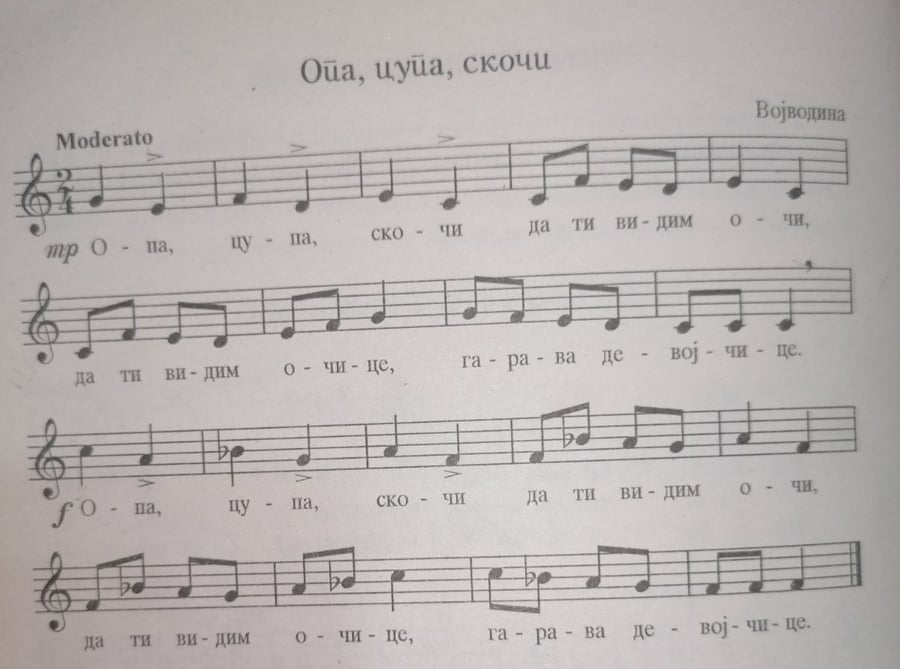 Опа, цупа, скочи
Војводина
Moderato
mp О - па, цу - па, ско - чи да ти ви - дим о - чи,
да ти ви - дим о - чи - це, га - ра - ва де - вој - чи - це.
f О - па, цу - па, ско - чи да ти ви - дим о - чи,
да ти ви - дим о - чи - це, га - ра - ва де - вој - чи - це.